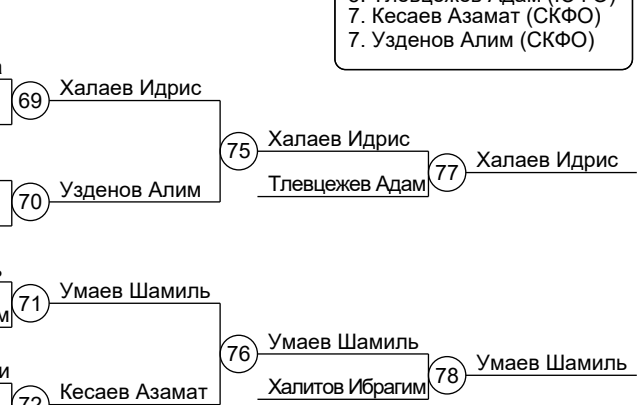 7. Кесаев Азамат (СКФО)
7. Узденов Алим (СКФО)
69 Халаев Идрис
75 Халаев Идрис
77 Халаев Идрис
70 Узденов Алим
Тлевцежев Адам
71 Умаев Шамиль
76 Умаев Шамиль
78 Умаев Шамиль
72 Кесаев Азамат
Халитов Ибрагим